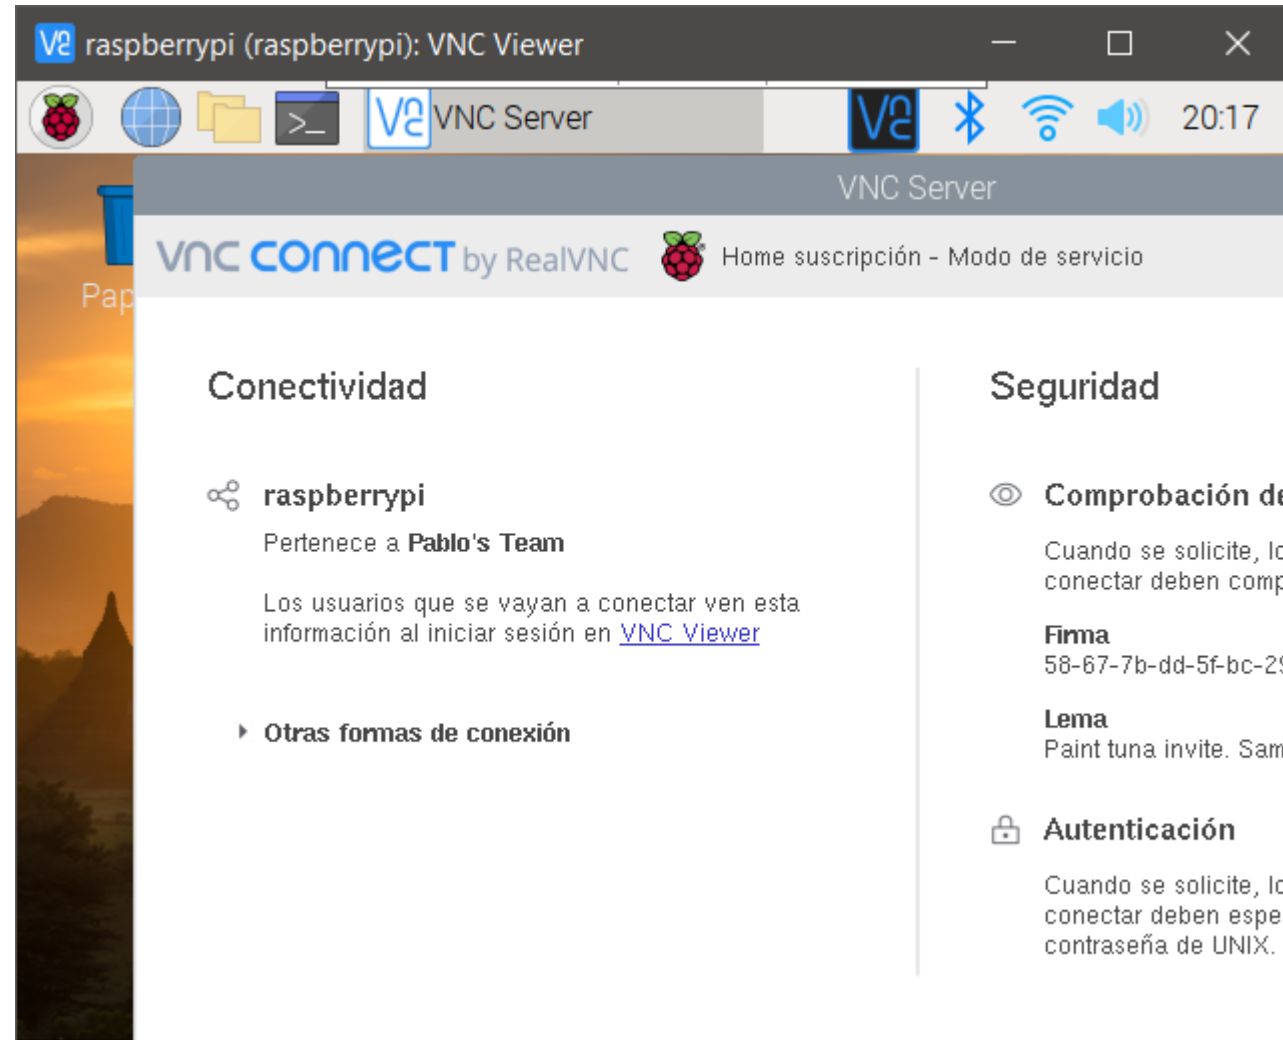 raspberrypi (raspberrypi): VNC Viewer
VNC Server
20:17
VNC Server
vnc connect by RealVNC
Home suscripción - Modo de servicio
Conectividad
raspberrypi
Pertenece a Pablo's Team
Los usuarios que se vayan a conectar ven esta
información al iniciar sesión en VNC Viewer
Otras formas de conexión
Seguridad
Comprobación de
Cuando se solicite, lo
conectar deben comp
Firma
58-67-7b-dd-5f-bc-29
Lema
Paint tuna invite. Sam
Autenticación
Cuando se solicite, lo
conectar deben espe
contraseña de UNIX.
Pap